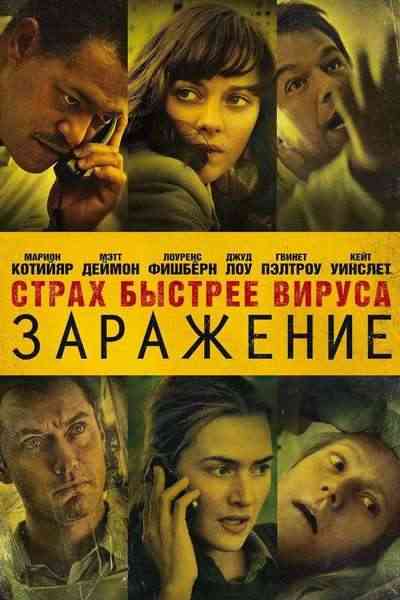 МАРИОН МЭТТ ЛОУРЕНС ДЖУД ГВИНЕТ КЕЙТ
КОТИЙЯР ДЕЙМОН ФИШБЁРН ЛОУ ПЭЛТРОУ УИНСЛЕТ
СТРАХ БЫСТРЕЕ ВИРУСА
ЗАРАЖЕНИЕ